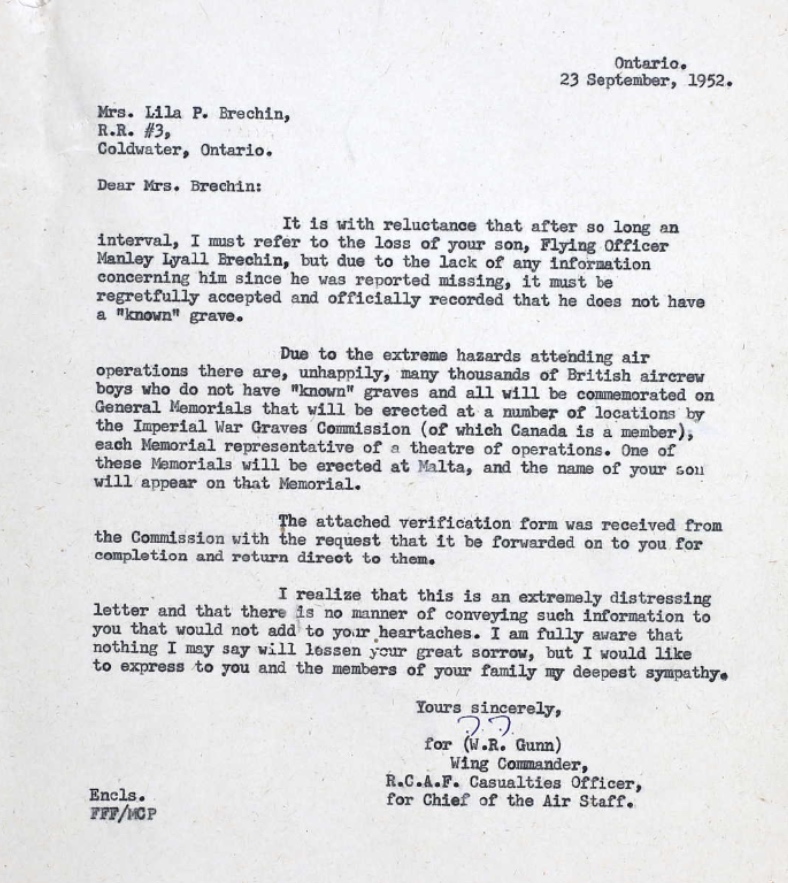 Ontario.
23 September, 1952.
Mrs. Lila P. Brechin,
R.R. #3,
Coldwater, Ontario.
Dear Mrs. Brechin:
It is with reluctance that after so long an
interval, I must refer to the loss of your son, Flying Officer
Manley Lyall Brechin, but due to the lack of any information
concerning him since he was reported missing, it must be
regretfully accepted and officially recorded that he does not have
a "known" grave.
Due to the extreme hazards attending air
operations there are, unhappily, many thousands of British aircrew
boys who do not have "known" graves and all will be commemorated on
General Memorials that will be erected at a number of locations by
the Imperial War Graves Commission (of which Canada is a member),
each Memorial representative of a theatre of operations. One of
these Memorials will be erected at Malta, and the name of your son
will appear on that Memorial.
The attached verification form was received from
the Commission with the request that it be forwarded on to you for
completion and return direct to them.
I realize that this is an extremely distressing
letter and that there is no manner of conveying such information to
you that would not add to your heartaches. I am fully aware that
nothing I may say will lessen your great sorrow, but I would like
to express to you and the members of your family my deepest sympathy.
Yours sincerely,
for (W.R. Gunn)
Wing Commander,
R.C.A.F. Casualties Officer,
for Chief of the Air Staff.
Encls.
FFF/MCP